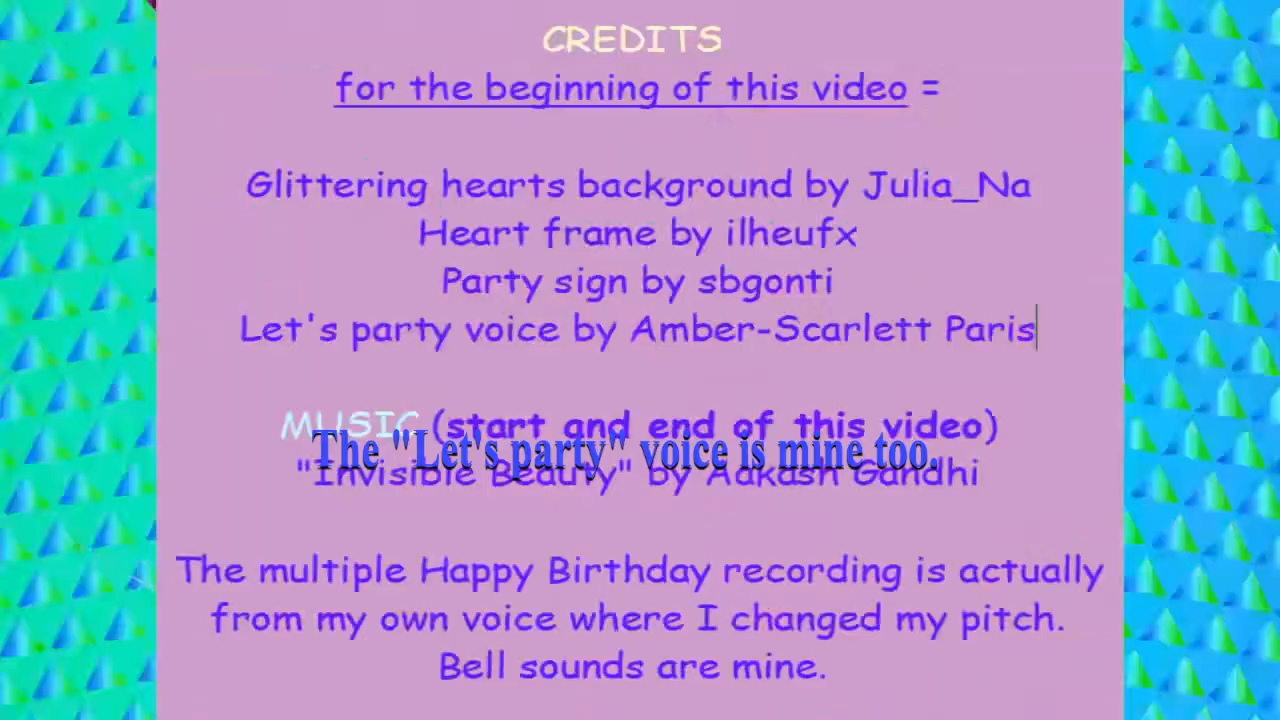 CREDITS
for the beginning of this video =
Glittering hearts background by Julia_Na
Heart frame by ilheufx
Party sign by sbgonti
Let's party voice by Amber-Scarlett Paris
MUSIC (start and end of this video)
The "Let's party" voice is mine too.
"Invisible Beauty" by Aakash Gandhi
The multiple Happy Birthday recording is actually
from my own voice where I changed my pitch.
Bell sounds are mine.